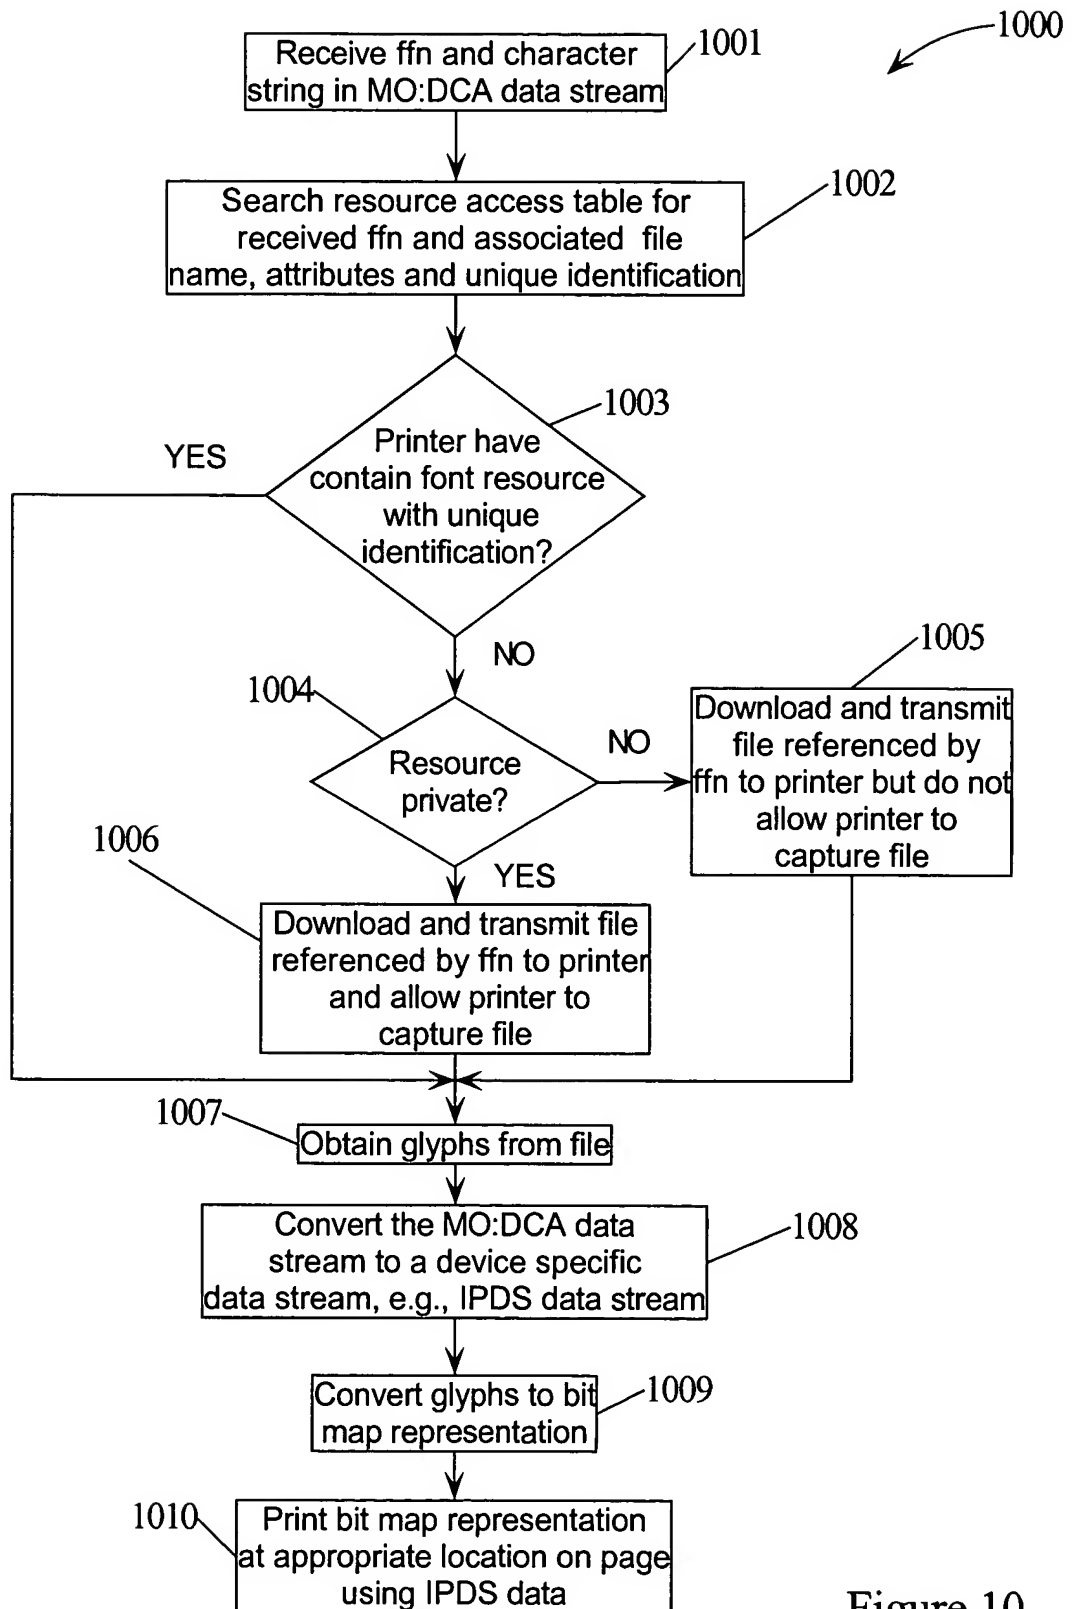 1000
1001
Receive ffn and character
string in MO:DCA data stream
1002
Search resource access table for
received ffn and associated file
name, attributes and unique identification
1003
Printer have
contain font resource
with unique
identification?
YES
NO
1004
Resource
private?
NO
1005
Download and transmit
file referenced by
ffn to printer but do not
allow printer to
capture file
YES
1006
Download and transmit file
referenced by ffn to printer
and allow printer to
capture file
1007
Obtain glyphs from file
1008
Convert the MO:DCA data
stream to a device specific
data stream, e.g., IPDS data stream
1009
Convert glyphs to bit
map representation
1010
Print bit map representation
at appropriate location on page
using IPDS data
Figure 10